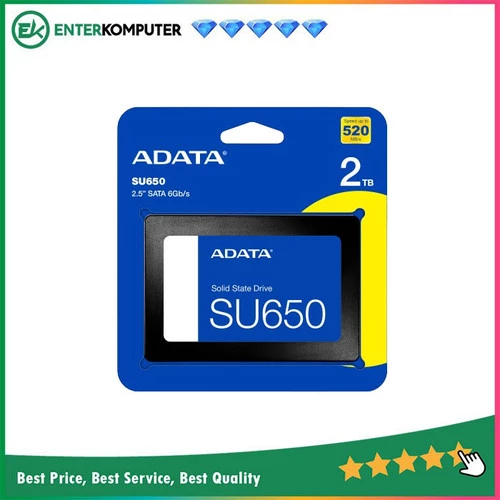 EK ENTERKOMPUTER
Speed up to
520
MB/s
ADATA
SU650
2.5" SATA 6Gb/s
2TB
ADATA
Solid State Drive
SU650
Best Price, Best Service, Best Quality